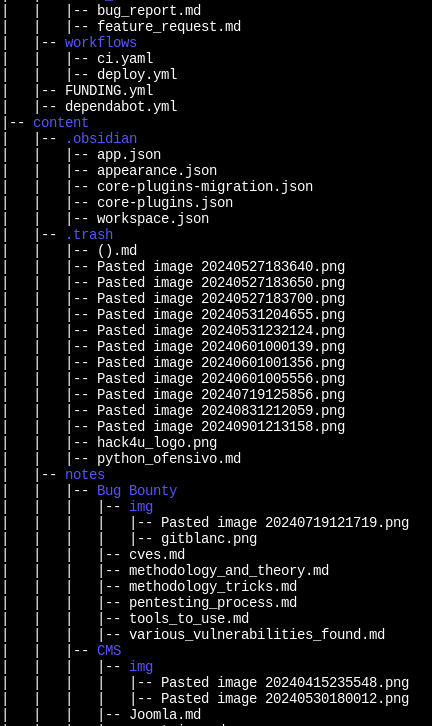 |   |   |-- bug_report.md
|   |   |-- feature_request.md
|   |-- workflows
|   |   |-- ci.yaml
|   |   |-- deploy.yml
|   |-- FUNDING.yml
|   |-- dependabot.yml
|-- content
|   |-- .obsidian
|   |   |-- app.json
|   |   |-- appearance.json
|   |   |-- core-plugins-migration.json
|   |   |-- core-plugins.json
|   |   |-- workspace.json
|   |-- .trash
|   |   |-- ().md
|   |   |-- Pasted image 20240527183640.png
|   |   |-- Pasted image 20240527183650.png
|   |   |-- Pasted image 20240527183700.png
|   |   |-- Pasted image 20240531204655.png
|   |   |-- Pasted image 20240531232124.png
|   |   |-- Pasted image 20240601000139.png
|   |   |-- Pasted image 20240601001356.png
|   |   |-- Pasted image 20240601005556.png
|   |   |-- Pasted image 20240719125856.png
|   |   |-- Pasted image 20240831212059.png
|   |   |-- Pasted image 20240901213158.png
|   |   |-- hack4u_logo.png
|   |   |-- python_ofensivo.md
|   |-- notes
|   |   |-- Bug Bounty
|   |   |   |-- img
|   |   |   |   |-- Pasted image 20240719121719.png
|   |   |   |   |-- gitblanc.png
|   |   |   |-- cves.md
|   |   |   |-- methodology_and_theory.md
|   |   |   |-- methodology_tricks.md
|   |   |   |-- pentesting_process.md
|   |   |   |-- tools_to_use.md
|   |   |   |-- various_vulnerabilities_found.md
|   |   |-- CMS
|   |   |   |-- img
|   |   |   |   |-- Pasted image 20240415235548.png
|   |   |   |   |-- Pasted image 20240530180012.png
|   |   |   |-- Joomla.md